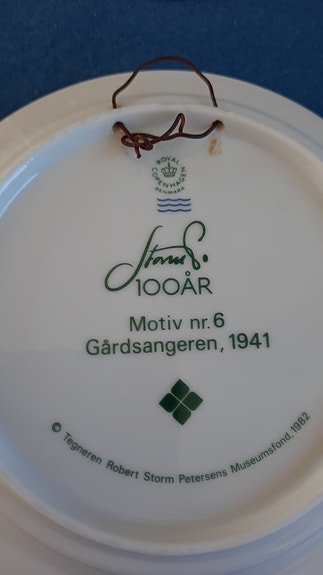 ROYAL
COPENHAGEN
DENMARK
Storm P.
100ÅR
Motiv nr. 6
Gårdsangeren, 1941
© Tegneren Robert Storm Petersens Museumsfond, 1982